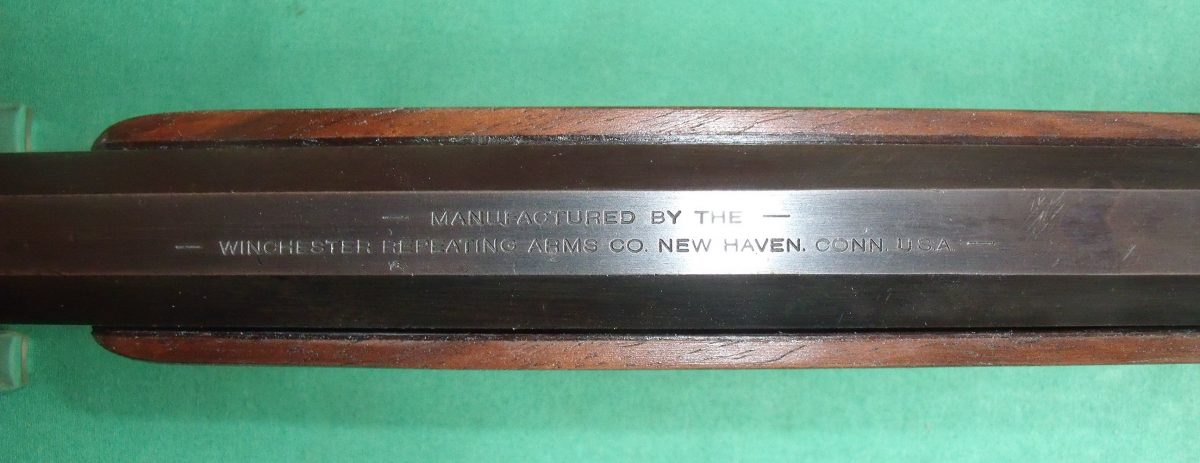 — MANUFACTURED BY THE —
— WINCHESTER REPEATING ARMS CO. NEW HAVEN. CONN. U.S.A. —